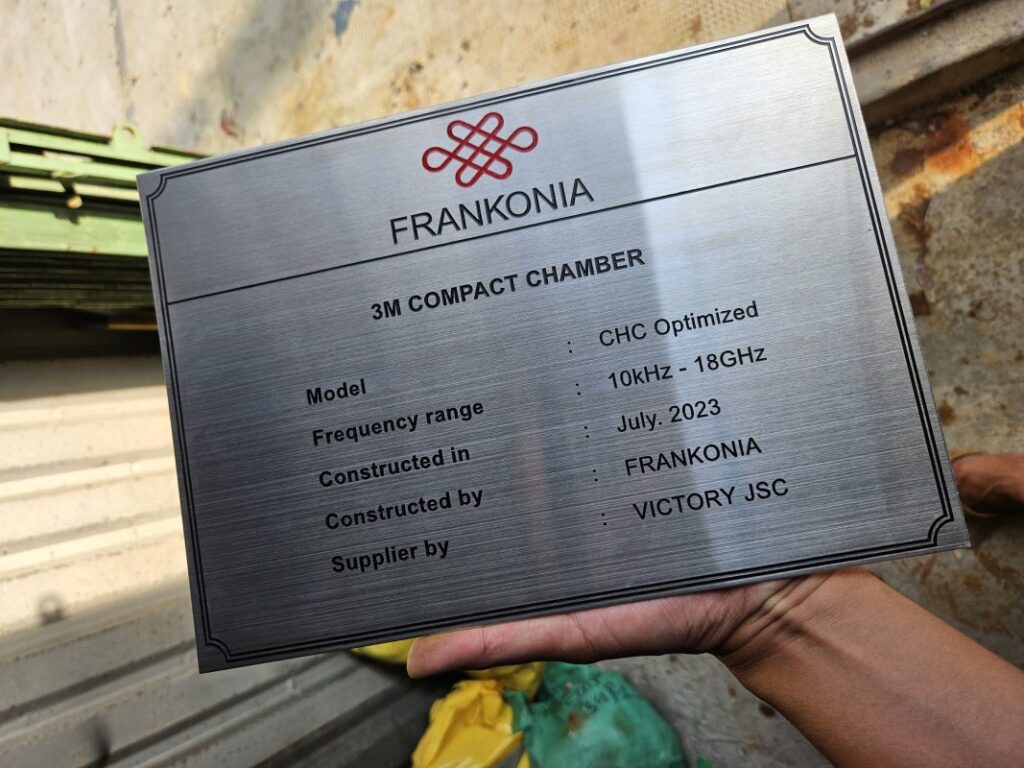 FRANKONIA
3M COMPACT CHAMBER
Model : CHC Optimized
Frequency range : 10kHz - 18GHz
Constructed in : July. 2023
Constructed by : FRANKONIA
Supplier by : VICTORY JSC